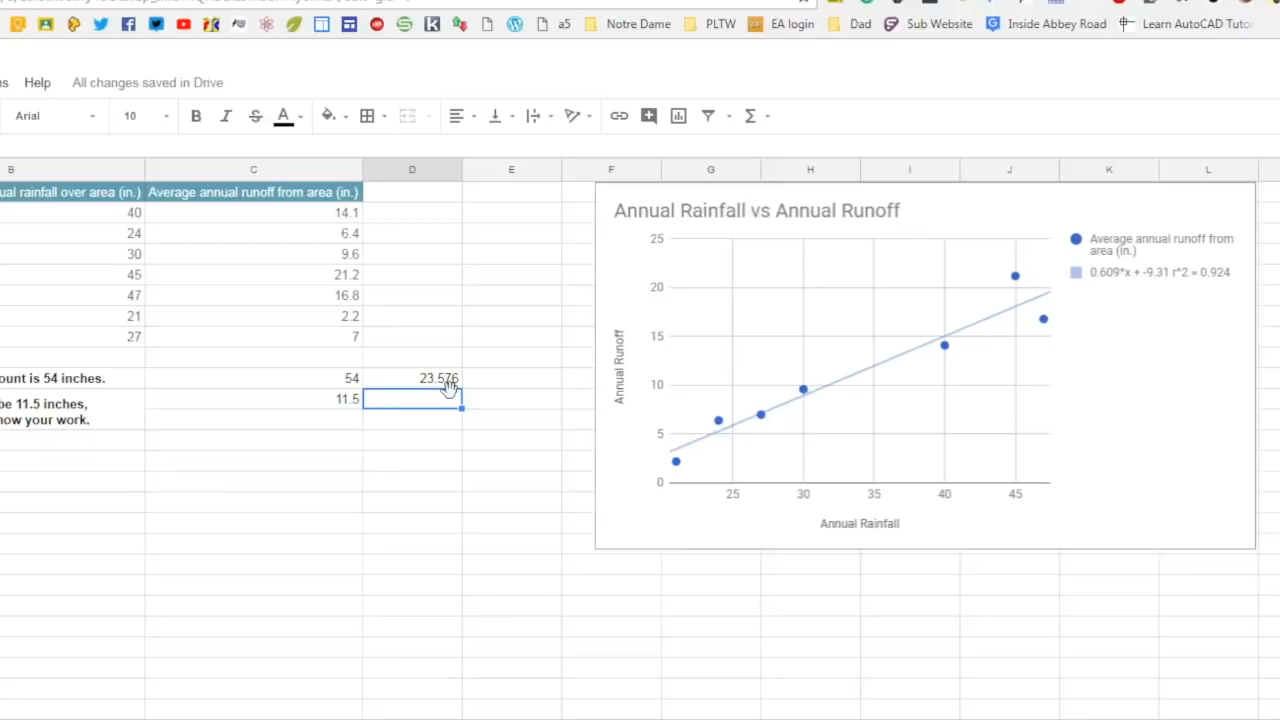 a5 Notre Dame PLTW EA login Dad Sub Website Inside Abbey Road Learn AutoCAD Tutor
ns Help All changes saved in Drive
Arial 10 B I S A Σ
B C D E F G H I J K L
ual rainfall over area (in.) Average annual runoff from area (in.)
40 14.1
24 6.4
30 9.6
45 21.2
47 16.8
21 2.2
27 7
ount is 54 inches. 54 23.576
be 11.5 inches, 11.5
how your work.
Annual Rainfall vs Annual Runoff
25
20
15
10
5
0
Annual Runoff
25 30 35 40 45
Annual Rainfall
Average annual runoff from
area (in.)
0.609*x + -9.31 r^2 = 0.924